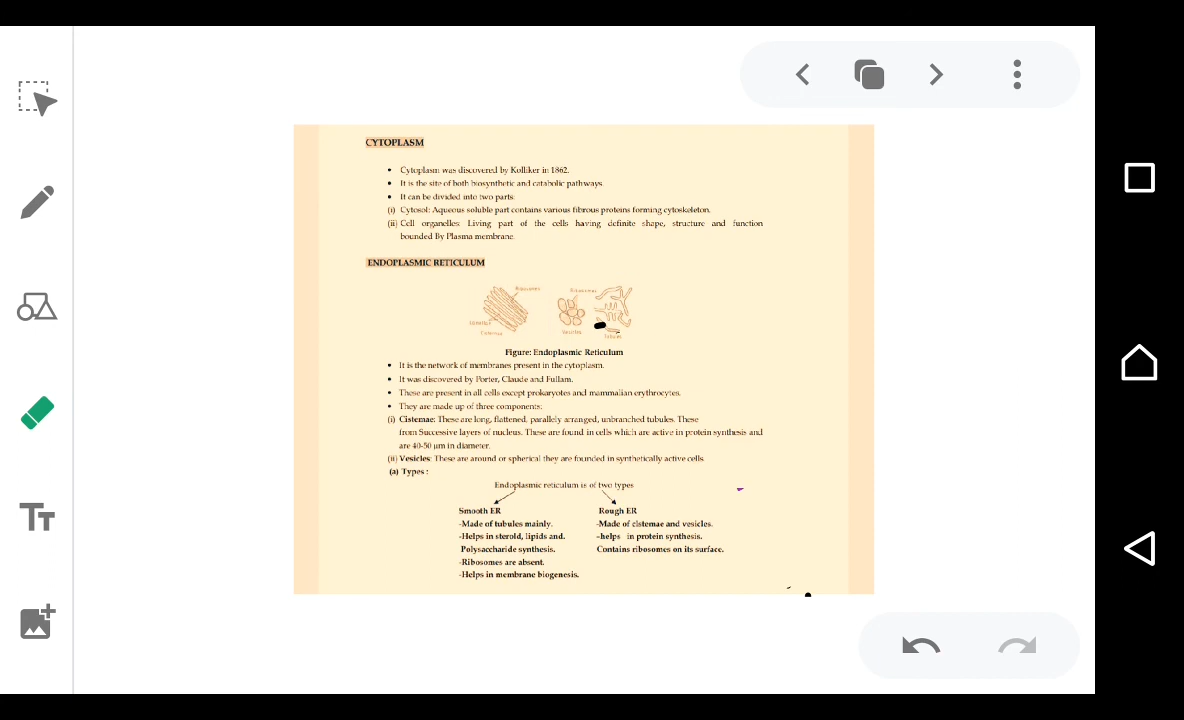 CYTOPLASM
• Cytoplasm was discovered by Kolliker in 1862.
• It is the site of both biosynthetic and catabolic pathways.
• It can be divided into two parts:
(i) Cytosol: Aqueous soluble part contains various fibrous proteins forming cytoskeleton.
(ii) Cell organelles: Living part of the cells having definite shape, structure and function
bounded By Plasma membrane.
ENDOPLASMIC RETICULUM
Ribosomes
Cisternae
Vesicles
Tubules
Figure: Endoplasmic Reticulum
• It is the network of membranes present in the cytoplasm.
• It was discovered by Porter, Claude and Fullam.
• These are present in all cells except prokaryotes and mammalian erythrocytes.
• They are made up of three components:
(i) Cisternae: These are long, flattened, parallely arranged, unbranched tubules. These
from Successive layers of nucleus. These are found in cells which are active in protein synthesis and
are 40-50 μm in diameter.
(ii) Vesicles: These are around or spherical they are founded in synthetically active cells.
(a) Types :
Endoplasmic reticulum is of two types
Smooth ER
-Made of tubules mainly.
-Helps in sterold, lipids and.
Polysaccharide synthesis.
-Ribosomes are absent.
-Helps in membrane biogenesis.
Rough ER
-Made of cisternae and vesicles.
-helps in protein synthesis.
Contains ribosomes on its surface.